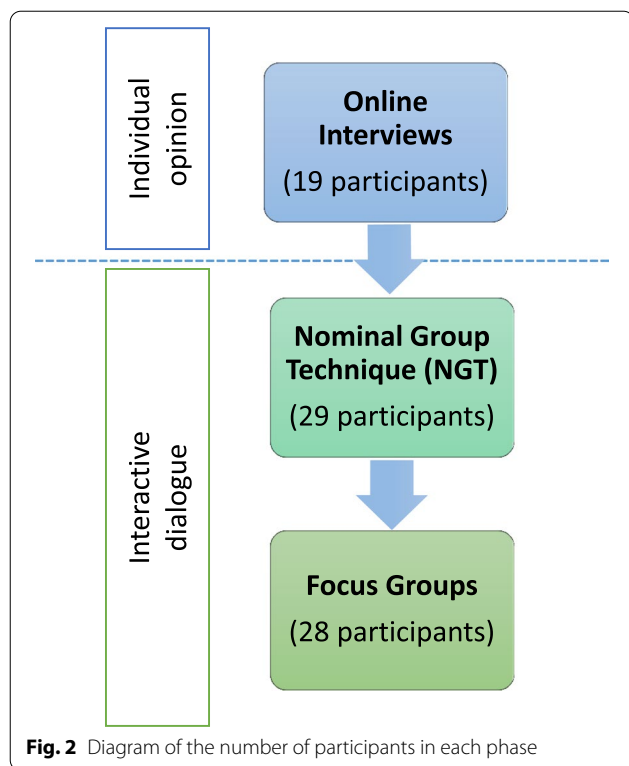 Individual
opinion
Online
Interviews
(19 participants)
Interactive
dialogue
Nominal Group
Technique (NGT)
(29 participants)
Focus Groups
(28 participants)
Fig. 2 Diagram of the number of participants in each phase